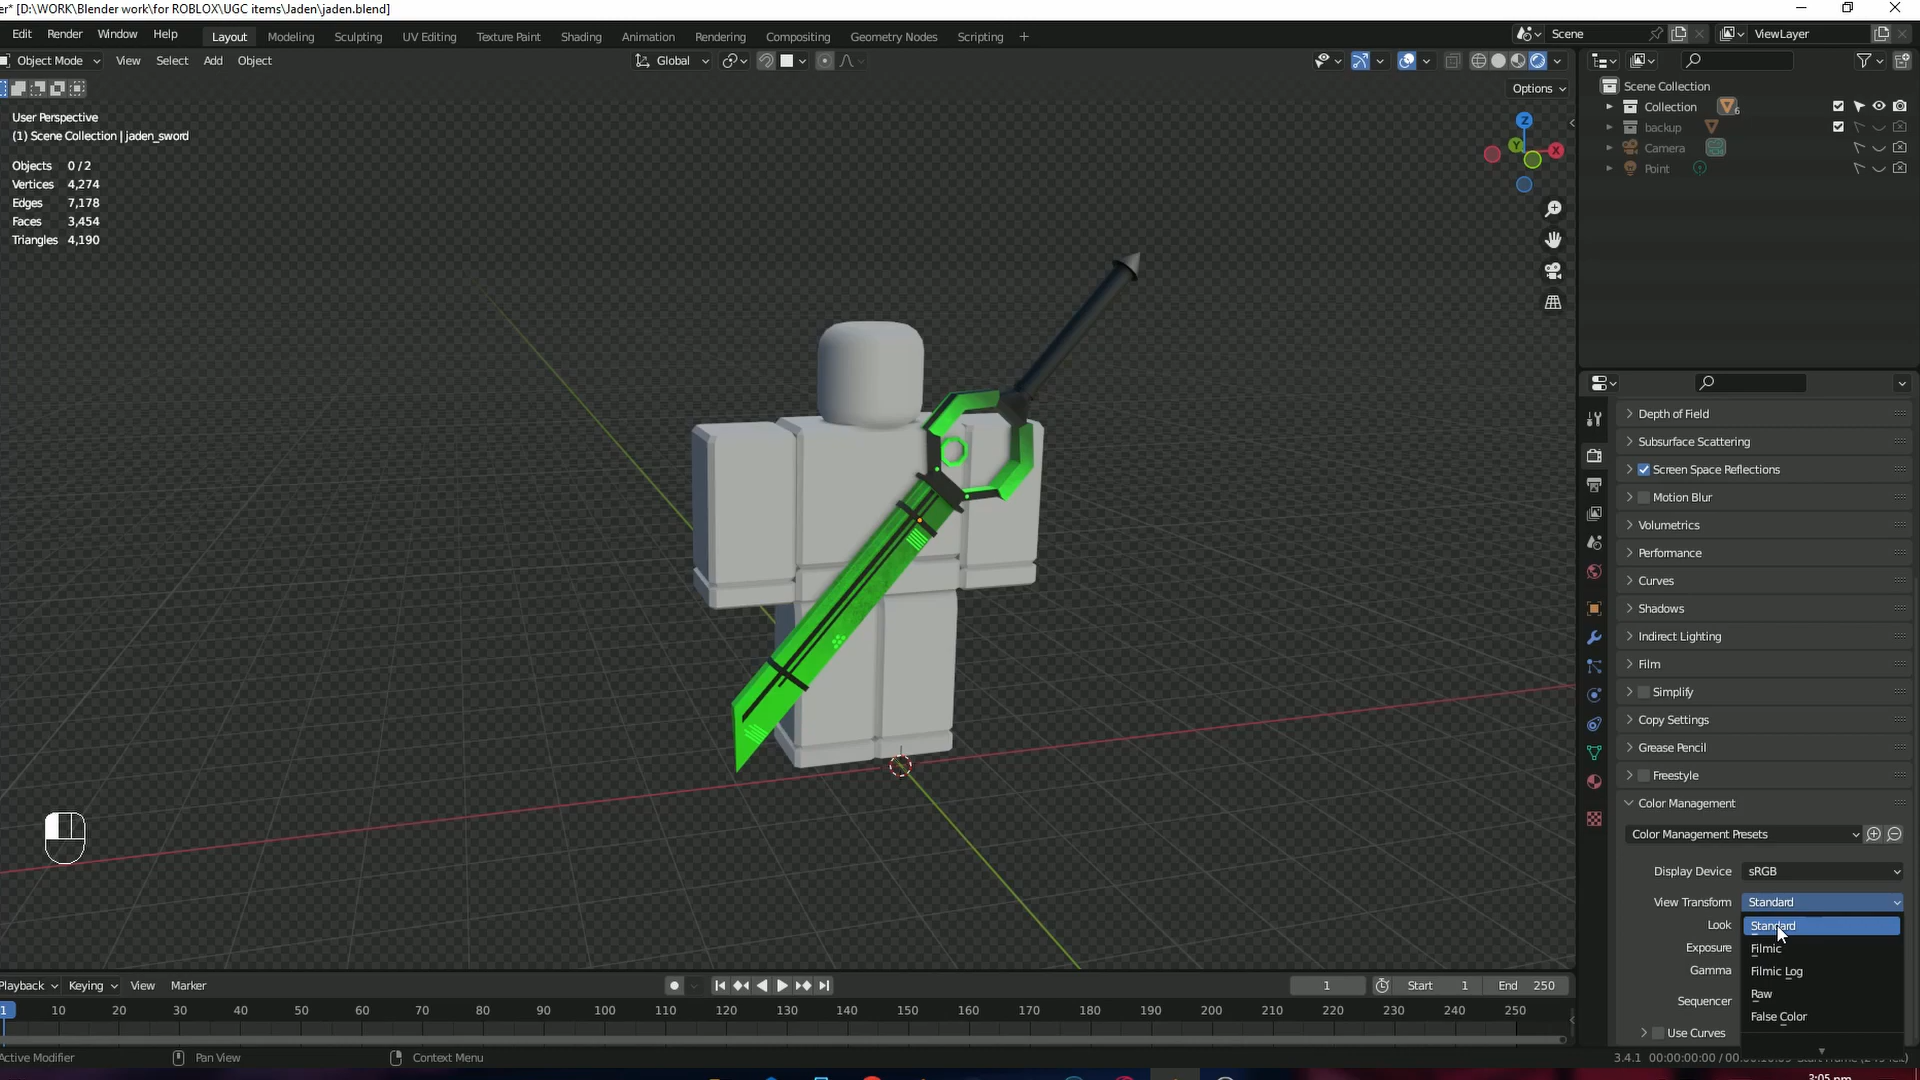 er* [D:\WORK\Blender work\for ROBLOX\UGC items\Jaden\jaden.blend]
Edit Render Window Help Layout Modeling Sculpting UV Editing Texture Paint Shading Animation Rendering Compositing Geometry Nodes Scripting + Scene ViewLayer
Object Mode View Select Add Object Global
Options
User Perspective
(1) Scene Collection | jaden_sword
Objects 0 / 2
Vertices 4,274
Edges 7,178
Faces 3,454
Triangles 4,190
Z
Y
X
Scene Collection
Collection 6
backup
Camera
Point
Depth of Field
Subsurface Scattering
Screen Space Reflections
Motion Blur
Volumetrics
Performance
Curves
Shadows
Indirect Lighting
Film
Simplify
Copy Settings
Grease Pencil
Freestyle
Color Management
Color Management Presets
Display Device sRGB
View Transform Standard
Look Standard
Exposure Filmic
Gamma Filmic Log
Sequencer Raw
False Color
Use Curves
Playback Keying View Marker 1 Start 1 End 250
1 10 20 30 40 50 60 70 80 90 100 110 120 130 140 150 160 170 180 190 200 210 220 230 240 250
Active Modifier Pan View Context Menu 3.4.1 00:00:00:00